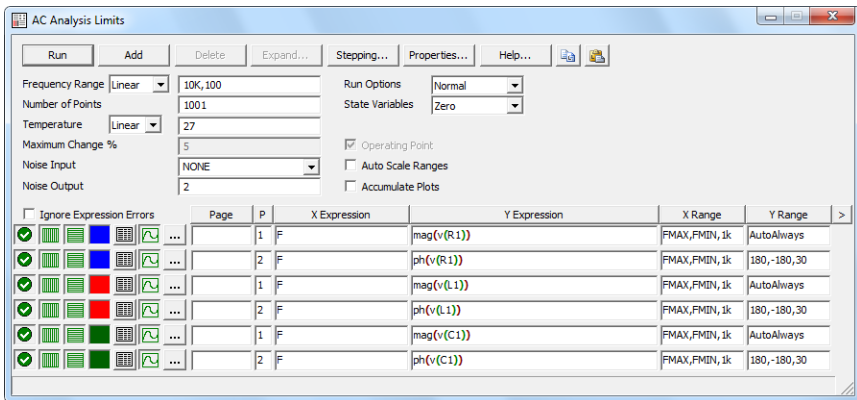 AC Analysis Limits
Run Add Delete Expand... Stepping... Properties... Help...
Frequency Range Linear 10K,100 Run Options Normal
Number of Points 1001 State Variables Zero
Temperature Linear 27
Maximum Change % 5 Operating Point
Noise Input NONE Auto Scale Ranges
Noise Output 2 Accumulate Plots
Ignore Expression Errors Page P X Expression Y Expression X Range Y Range >
... 1 F mag(v(R1)) FMAX,FMIN,1k AutoAlways
... 2 F ph(v(R1)) FMAX,FMIN,1k 180,-180,30
... 1 F mag(v(L1)) FMAX,FMIN,1k AutoAlways
... 2 F ph(v(L1)) FMAX,FMIN,1k 180,-180,30
... 1 F mag(v(C1)) FMAX,FMIN,1k AutoAlways
... 2 F ph(v(C1)) FMAX,FMIN,1k 180,-180,30